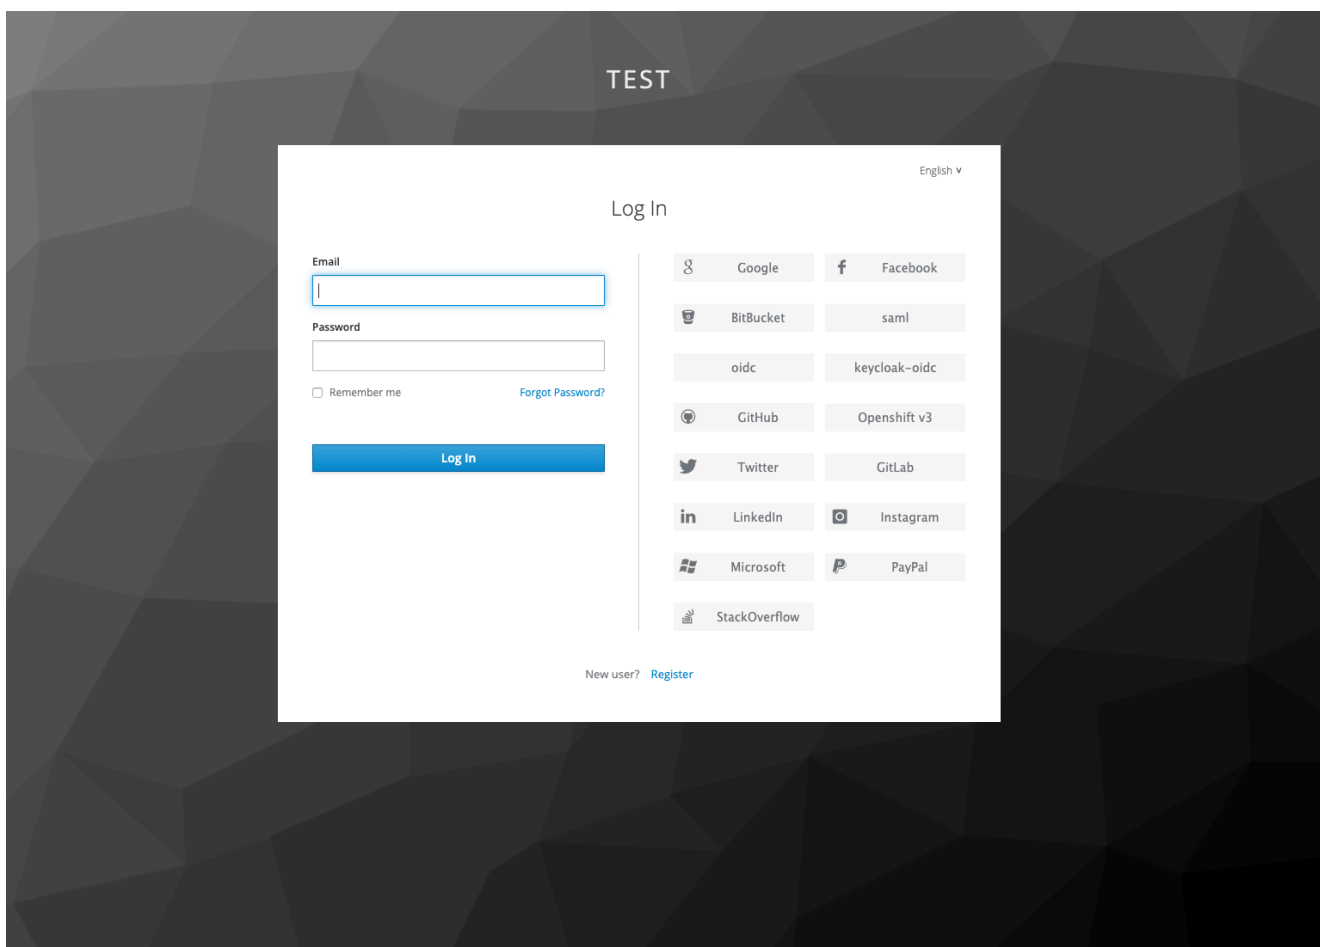 TEST
English ∨
Log In
Email
Password
Remember me
Forgot Password?
Log In
Google
Facebook
BitBucket
saml
oidc
keycloak-oidc
GitHub
Openshift v3
Twitter
GitLab
LinkedIn
Instagram
Microsoft
PayPal
StackOverflow
New user? Register